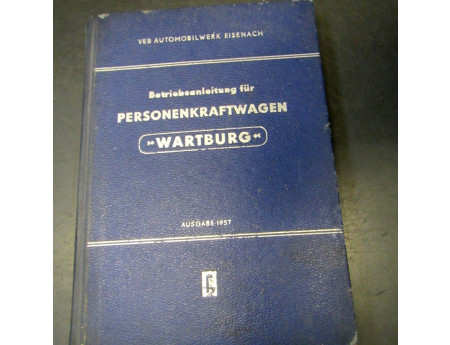 VEB AUTOMOBILWERK EISENACH
Betriebsanleitung für
PERSONENKRAFTWAGEN
»WARTBURG«
AUSGABE 1957